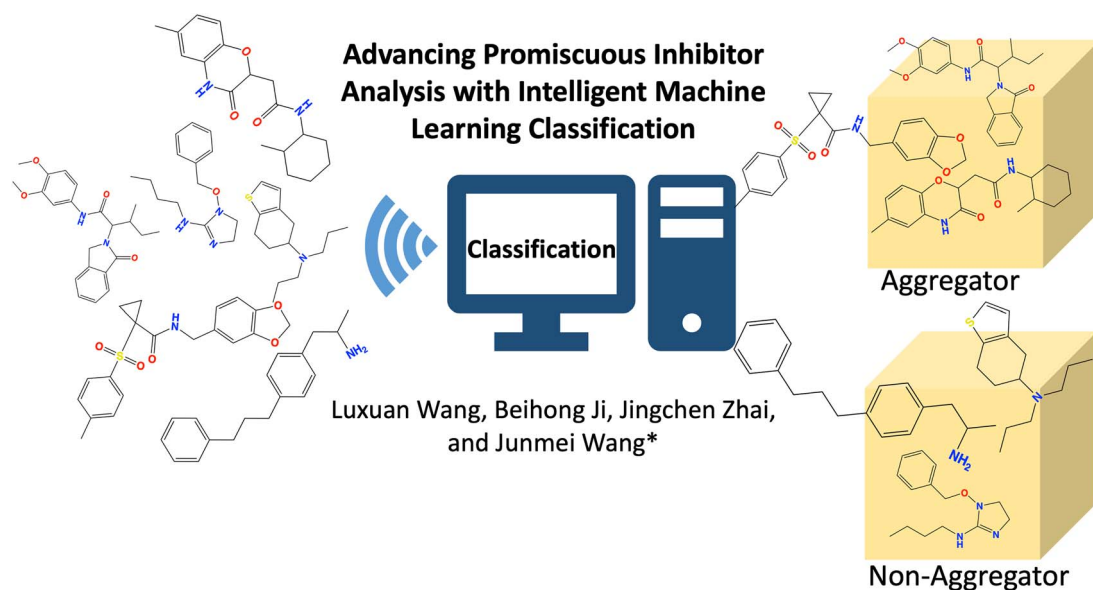 Advancing Promiscuous Inhibitor
Analysis with Intelligent Machine
Learning Classification
Classification
Luxuan Wang, Beihong Ji, Jingchen Zhai,
and Junmei Wang*
Aggregator
Non-Aggregator